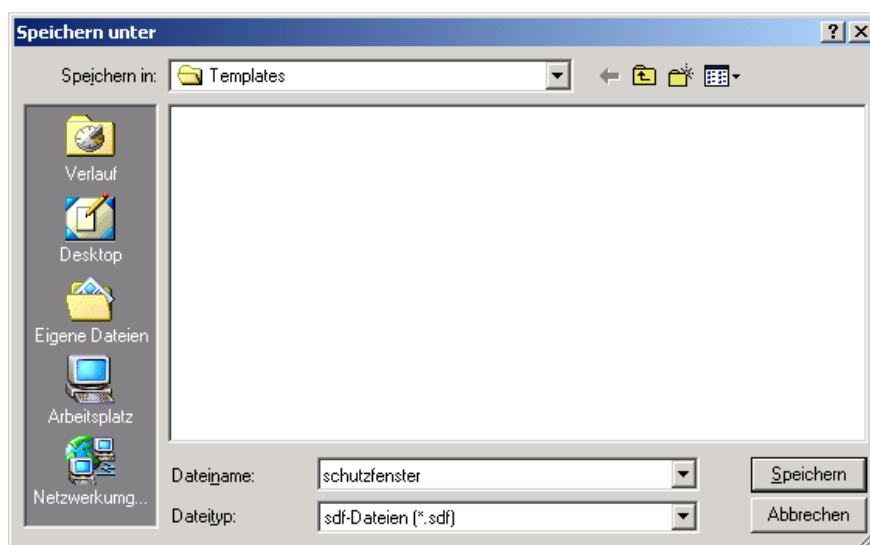 Speichern unter
Speichern in:
Templates
Verlauf
Desktop
Eigene Dateien
Arbeitsplatz
Netzwerkumg...
Dateiname:
schutzfenster
Speichern
Dateityp:
sdf-Dateien (*.sdf)
Abbrechen